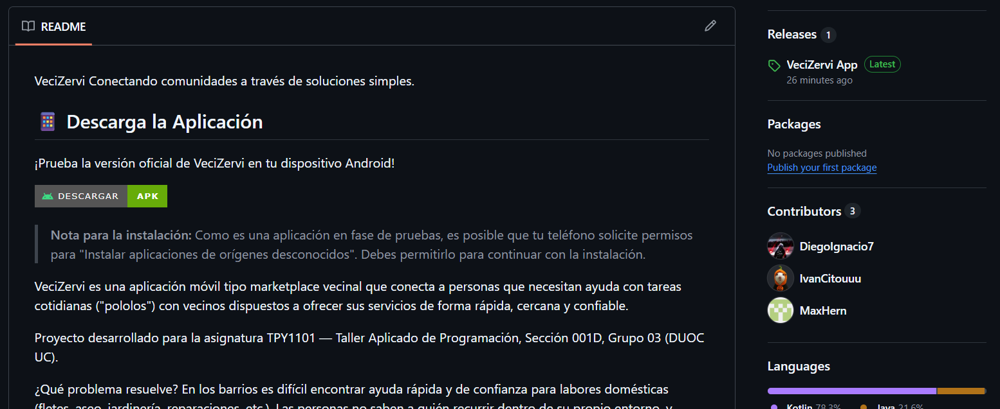 README
VeciZervi Conectando comunidades a través de soluciones simples.
Descarga la Aplicación
¡Prueba la versión oficial de VeciZervi en tu dispositivo Android!
DESCARGAR APK
Nota para la instalación: Como es una aplicación en fase de pruebas, es posible que tu teléfono solicite permisos
para "Instalar aplicaciones de orígenes desconocidos". Debes permitirlo para continuar con la instalación.
VeciZervi es una aplicación móvil tipo marketplace vecinal que conecta a personas que necesitan ayuda con tareas
cotidianas ("pololos") con vecinos dispuestos a ofrecer sus servicios de forma rápida, cercana y confiable.
Proyecto desarrollado para la asignatura TPY1101 — Taller Aplicado de Programación, Sección 001D, Grupo 03 (DUOC
UC).
¿Qué problema resuelve? En los barrios es difícil encontrar ayuda rápida y de confianza para labores domésticas
(fletes, aseo, jardinería, reparaciones, etc.). Las personas no saben a quién recurrir dentro de su propio entorno, y
Releases 1
VeciZervi App Latest
26 minutes ago
Packages
No packages published
Publish your first package
Contributors 3
DiegoIgnacio7
IvanCitouuu
MaxHern
Languages
Kotlin 78.3% Java 21.6%